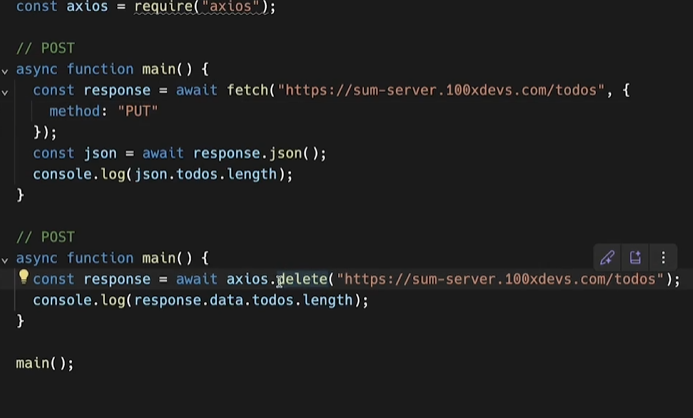 const axios = require("axios");
// POST
async function main() {
const response = await fetch("https://sum-server.100xdevs.com/todos", {
method: "PUT"
});
const json = await response.json();
console.log(json.todos.length);
}
// POST
async function main() {
const response = await axios.delete("https://sum-server.100xdevs.com/todos");
console.log(response.data.todos.length);
}
main();